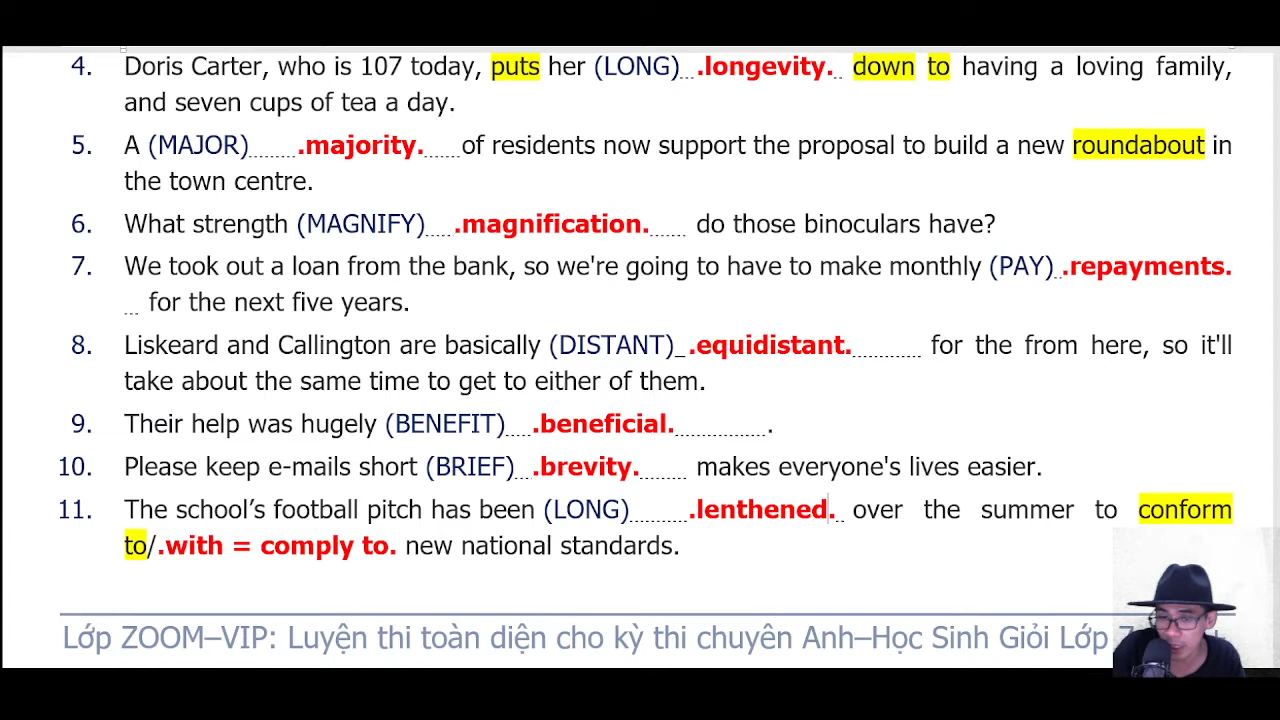 4. Doris Carter, who is 107 today, puts her (LONG) .longevity. down to having a loving family,
and seven cups of tea a day.
5. A (MAJOR) .majority. of residents now support the proposal to build a new roundabout in
the town centre.
6. What strength (MAGNIFY) .magnification. do those binoculars have?
7. We took out a loan from the bank, so we're going to have to make monthly (PAY) .repayments.
for the next five years.
8. Liskeard and Callington are basically (DISTANT)_.equidistant. for the from here, so it'll
take about the same time to get to either of them.
9. Their help was hugely (BENEFIT) .beneficial. .
10. Please keep e-mails short (BRIEF) .brevity. makes everyone's lives easier.
11. The school’s football pitch has been (LONG) .lenthened. over the summer to conform
to/.with = comply to. new national standards.
Lớp ZOOM–VIP: Luyện thi toàn diện cho kỳ thi chuyên Anh–Học Sinh Giỏi Lớp